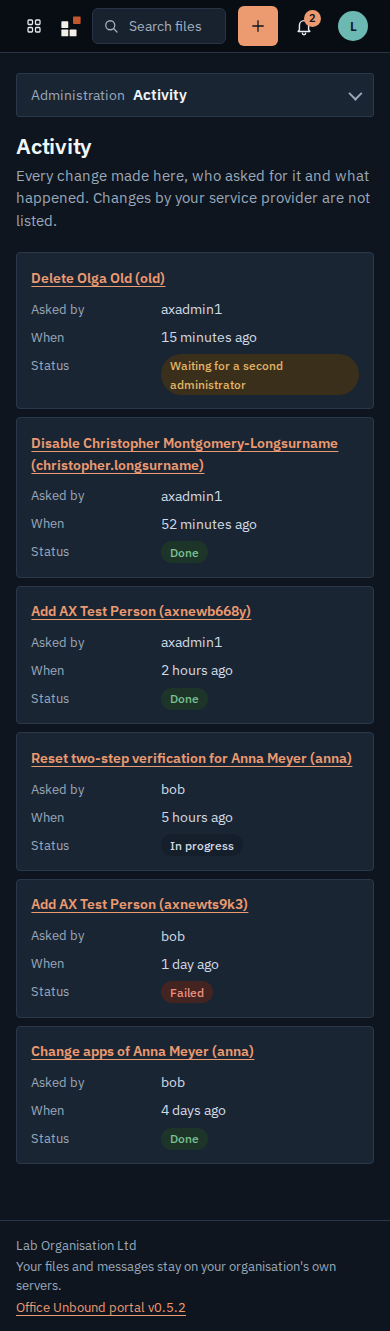 Search files
2
L
Administration Activity
Activity
Every change made here, who asked for it and what
happened. Changes by your service provider are not
listed.
Delete Olga Old (old)
Asked by axadmin1
When 15 minutes ago
Status Waiting for a second
administrator
Disable Christopher Montgomery-Longsurname
(christopher.longsurname)
Asked by axadmin1
When 52 minutes ago
Status Done
Add AX Test Person (axnewb668y)
Asked by axadmin1
When 2 hours ago
Status Done
Reset two-step verification for Anna Meyer (anna)
Asked by bob
When 5 hours ago
Status In progress
Add AX Test Person (axnewts9k3)
Asked by bob
When 1 day ago
Status Failed
Change apps of Anna Meyer (anna)
Asked by bob
When 4 days ago
Status Done
Lab Organisation Ltd
Your files and messages stay on your organisation's own
servers.
Office Unbound portal v0.5.2